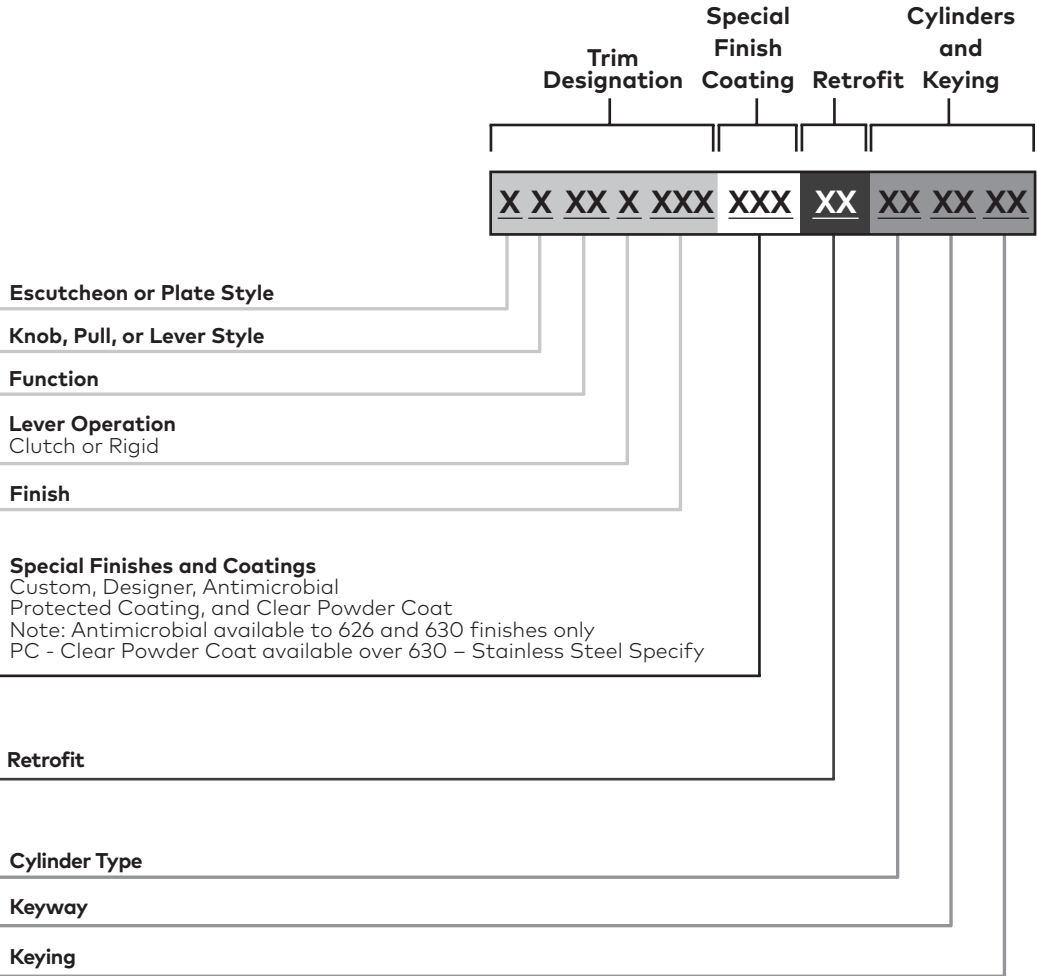 Special
Finish
Coating
Cylinders
and
Keying
Trim
Designation
Retrofit
X X XX X XXX XXX XX XX XX XX
Escutcheon or Plate Style
Knob, Pull, or Lever Style
Function
Lever Operation
Clutch or Rigid
Finish
Special Finishes and Coatings
Custom, Designer, Antimicrobial
Protected Coating, and Clear Powder Coat
Note: Antimicrobial available to 626 and 630 finishes only
PC - Clear Powder Coat available over 630 – Stainless Steel Specify
Retrofit
Cylinder Type
Keyway
Keying